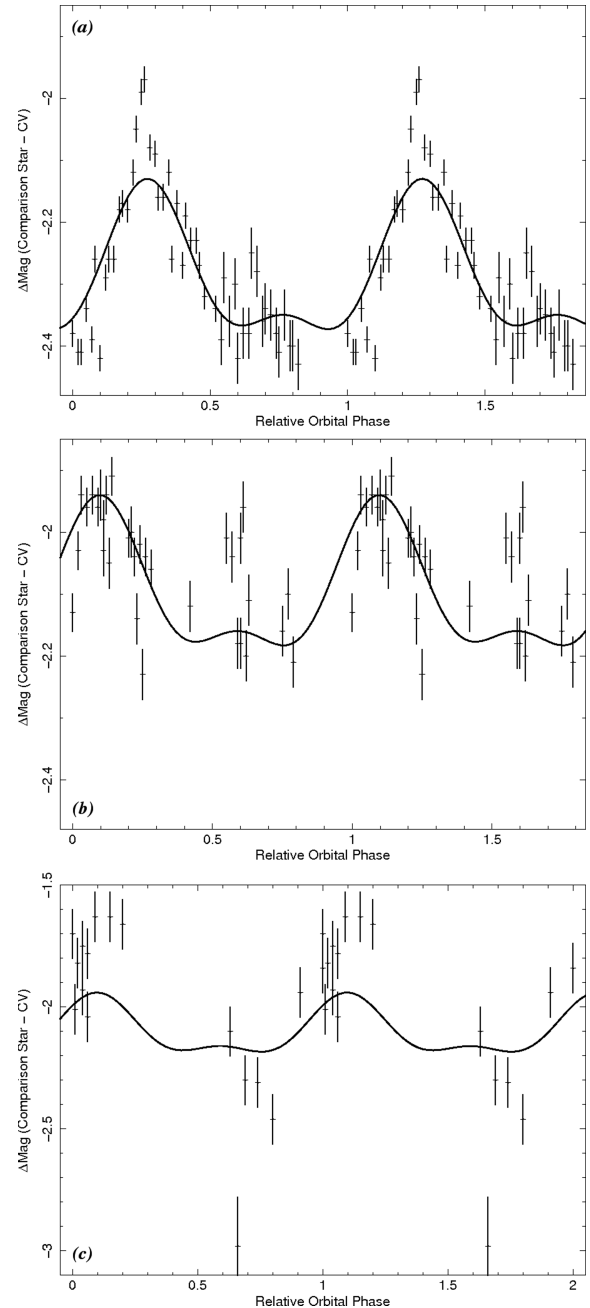 (a)
-2
-2.2
-2.4
ΔMag (Comparison Star − CV)
0 0.5 1 1.5
Relative Orbital Phase
(b)
-2
-2.2
-2.4
ΔMag (Comparison Star − CV)
0 0.5 1 1.5
Relative Orbital Phase
-1.5
-2
-2.5
-3
ΔMag (Comparison Star − CV)
(c)
0 0.5 1 1.5 2
Relative Orbital Phase